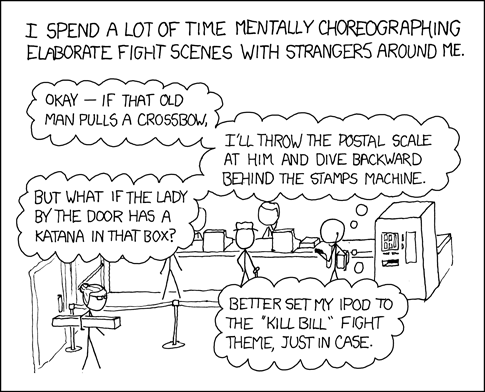 I SPEND A LOT OF TIME MENTALLY CHOREOGRAPHING
ELABORATE FIGHT SCENES WITH STRANGERS AROUND ME.
OKAY — IF THAT OLD
MAN PULLS A CROSSBOW,
I'LL THROW THE POSTAL SCALE
AT HIM AND DIVE BACKWARD
BEHIND THE STAMPS MACHINE.
BUT WHAT IF THE LADY
BY THE DOOR HAS A
KATANA IN THAT BOX?
BETTER SET MY IPOD TO
THE "KILL BILL" FIGHT
THEME, JUST IN CASE.